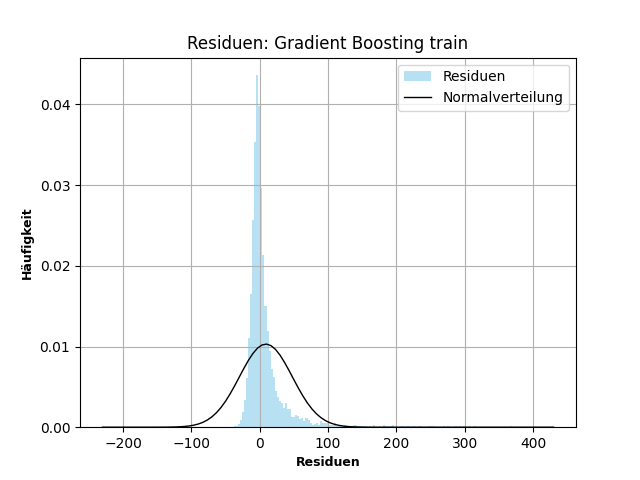 Residuen: Gradient Boosting train
Residuen
Normalverteilung
0.04
0.03
0.02
0.01
0.00
Häufigkeit
−200
−100
0
100
200
300
400
Residuen